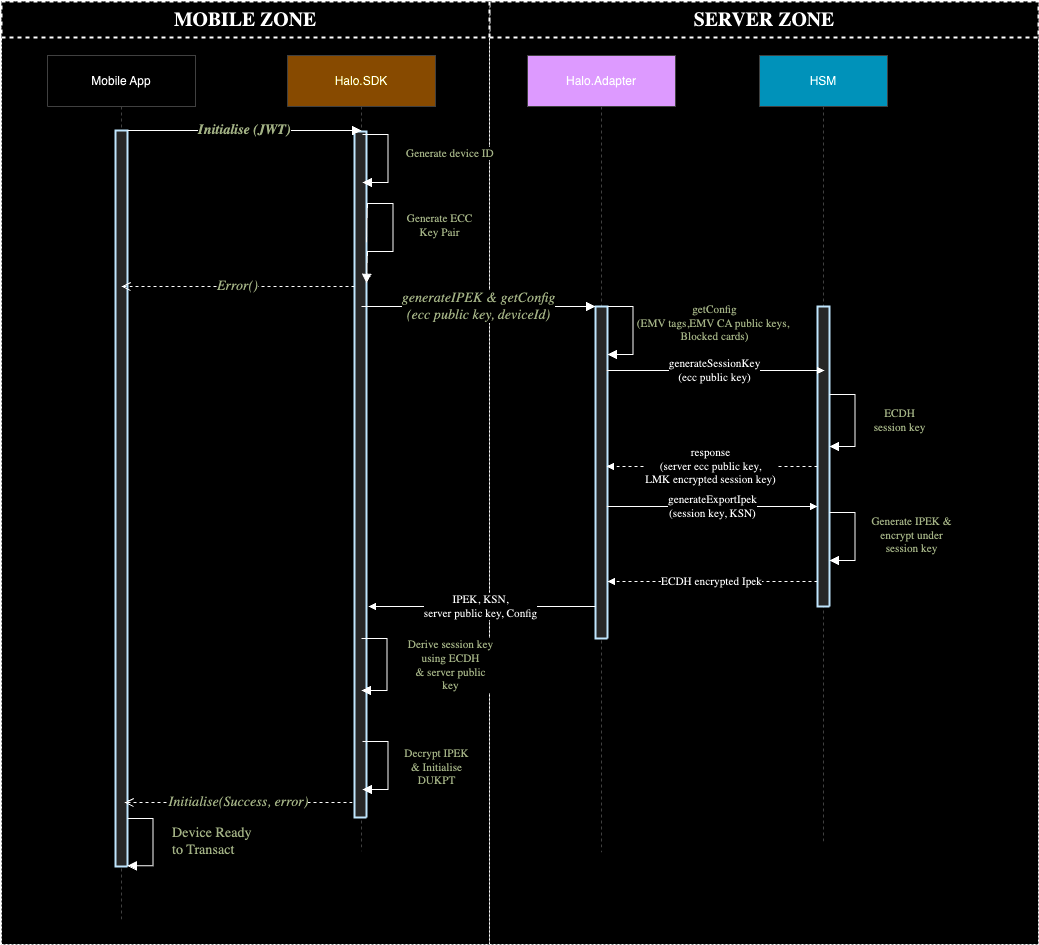 MOBILE ZONE
SERVER ZONE
Mobile App
Halo.SDK
Halo.Adapter
HSM
Initialise (JWT)
Generate device ID
Generate ECC
Key Pair
Error()
generateIPEK & getConfig
(ecc public key, deviceId)
getConfig
(EMV tags,EMV CA public keys,
Blocked cards)
generateSessionKey
(ecc public key)
ECDH
session key
response
(server ecc public key,
LMK encrypted session key)
generateExportIpek
(session key, KSN)
Generate IPEK &
encrypt under
session key
ECDH encrypted Ipek
IPEK, KSN,
server public key, Config
Derive session key
using ECDH
& server public
key
Decrypt IPEK
& Initialise
DUKPT
Initialise(Success, error)
Device Ready
to Transact